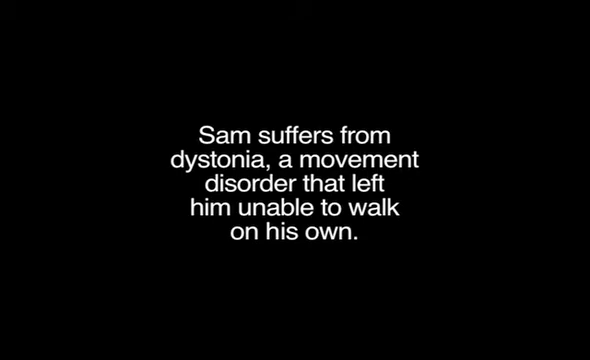 Sam suffers from
dystonia, a movement
disorder that left
him unable to walk
on his own.